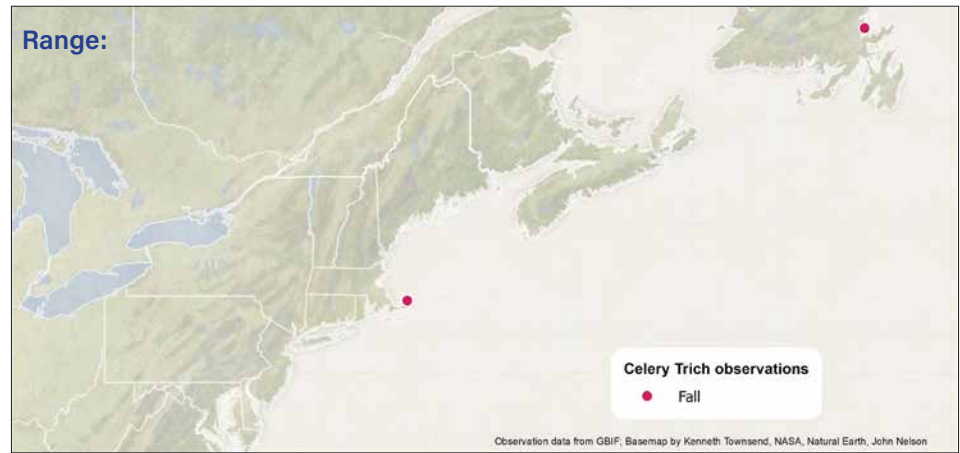 Range:
Celery Trich observations
Fall
Observation data from GBIF; Basemap by Kenneth Townsend, NASA, Natural Earth, John Nelson